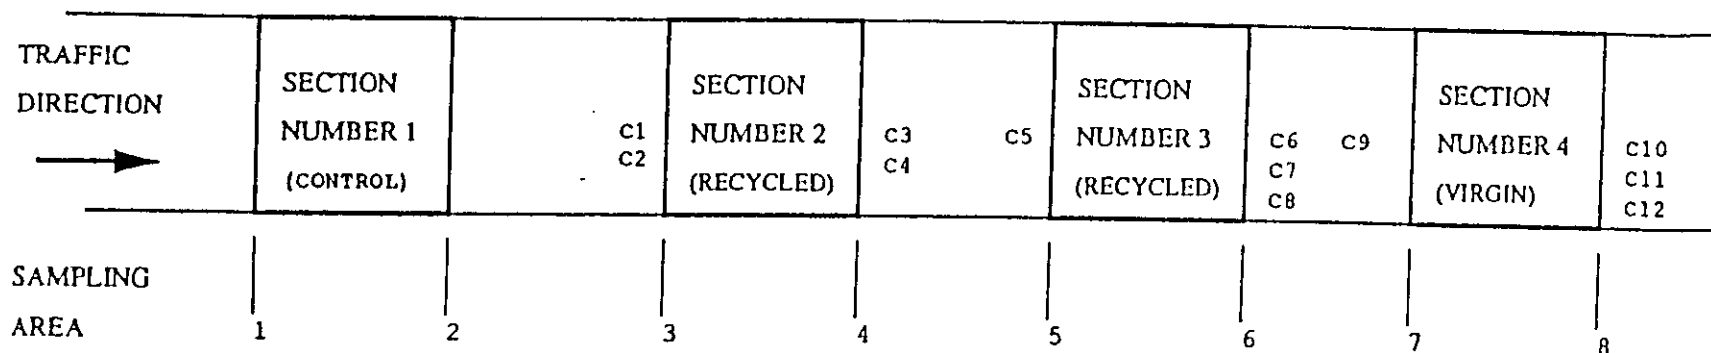 TRAFFIC
DIRECTION
SECTION
NUMBER 1
(CONTROL)
C1
C2
SECTION
NUMBER 2
(RECYCLED)
C3
C4
C5
SECTION
NUMBER 3
(RECYCLED)
C6 C9
C7
C8
SECTION
NUMBER 4
(VIRGIN)
C10
C11
C12
SAMPLING
AREA
1 2 3 4 5 6 7 8